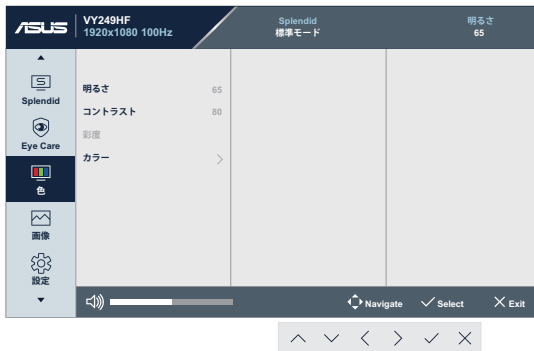 ASUS
VY249HF
1920x1080 100Hz
Splendid
標準モード
明るさ
65
Splendid
Eye Care
色
画像
設定
明るさ 65
コントラスト 80
彩度
カラー
Navigate Select Exit